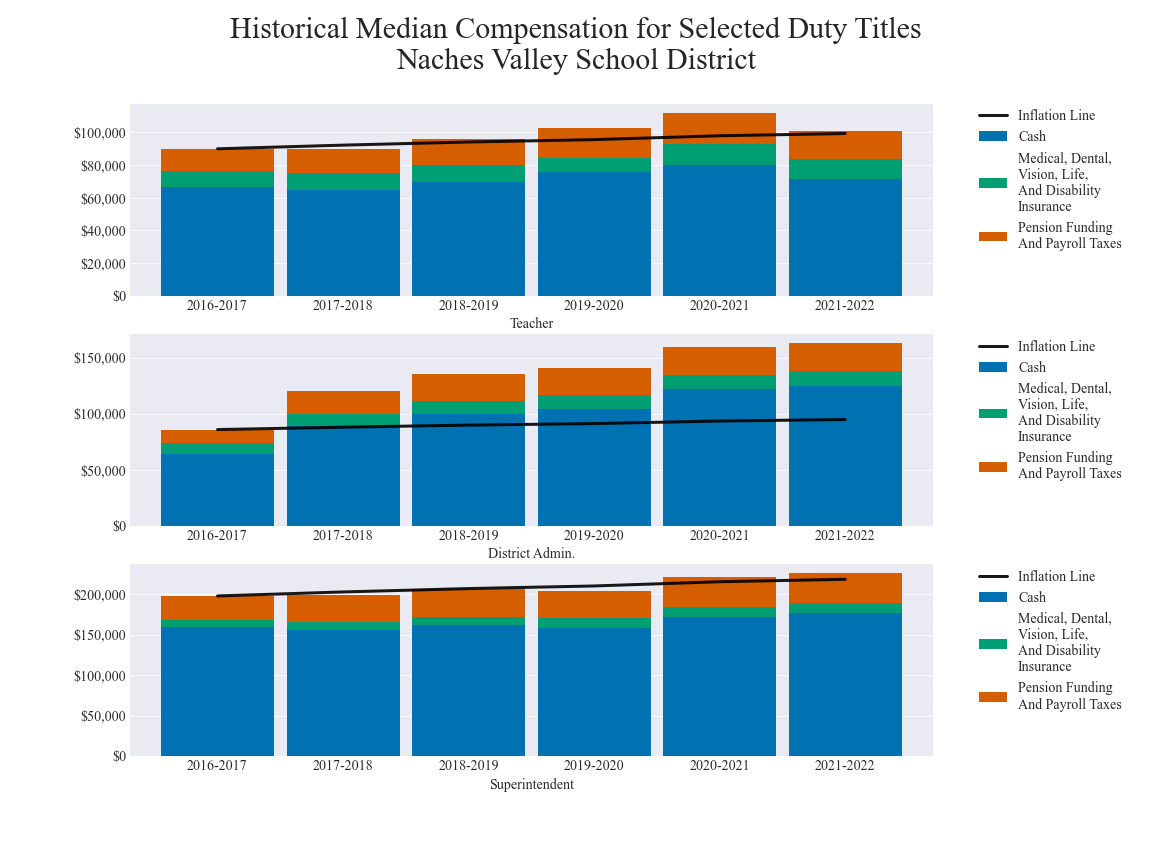 Historical Median Compensation for Selected Duty Titles
Naches Valley School District
$100,000
$80,000
$60,000
$40,000
$20,000
$0
2016-2017 2017-2018 2018-2019 2019-2020 2020-2021 2021-2022
Teacher
Inflation Line
Cash
Medical, Dental,
Vision, Life,
And Disability
Insurance
Pension Funding
And Payroll Taxes
$150,000
$100,000
$50,000
$0
2016-2017 2017-2018 2018-2019 2019-2020 2020-2021 2021-2022
District Admin.
Inflation Line
Cash
Medical, Dental,
Vision, Life,
And Disability
Insurance
Pension Funding
And Payroll Taxes
$200,000
$150,000
$100,000
$50,000
$0
2016-2017 2017-2018 2018-2019 2019-2020 2020-2021 2021-2022
Superintendent
Inflation Line
Cash
Medical, Dental,
Vision, Life,
And Disability
Insurance
Pension Funding
And Payroll Taxes